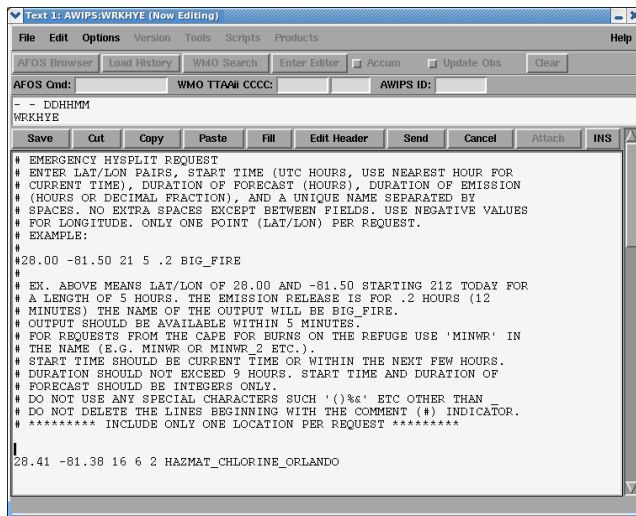 Text 1: AWIPS:WRKHYE (Now Editing)
File Edit Options Version Tools Scripts Products Help
AFOS Browser Load History WMO Search Enter Editor Accum Update Obs Clear
AFOS Cmd: WMO TTAAii CCCC: AWIPS ID:
- - DDHHMM
WRKHYE
Save Cut Copy Paste Fill Edit Header Send Cancel Attach INS
# EMERGENCY HYSPLIT REQUEST
# ENTER LAT/LON PAIRS, START TIME (UTC HOURS, USE NEAREST HOUR FOR
# CURRENT TIME), DURATION OF FORECAST (HOURS), DURATION OF EMISSION
# (HOURS OR DECIMAL FRACTION), AND A UNIQUE NAME SEPARATED BY
# SPACES. NO EXTRA SPACES EXCEPT BETWEEN FIELDS. USE NEGATIVE VALUES
# FOR LONGITUDE. ONLY ONE POINT (LAT/LON) PER REQUEST.
# EXAMPLE:
#
#28.00 -81.50 21 5 .2 BIG_FIRE
#
# EX. ABOVE MEANS LAT/LON OF 28.00 AND -81.50 STARTING 21Z TODAY FOR
# A LENGTH OF 5 HOURS. THE EMISSION RELEASE IS FOR .2 HOURS (12
# MINUTES) THE NAME OF THE OUTPUT WILL BE BIG_FIRE.
# OUTPUT SHOULD BE AVAILABLE WITHIN 5 MINUTES.
# FOR REQUESTS FROM THE CAPE FOR BURNS ON THE REFUGE USE 'MINWR' IN
# THE NAME (E.G. MINWR OR MINWR_2 ETC.).
# START TIME SHOULD BE CURRENT TIME OR WITHIN THE NEXT FEW HOURS.
# DURATION SHOULD NOT EXCEED 9 HOURS. START TIME AND DURATION OF
# FORECAST SHOULD BE INTEGERS ONLY.
# DO NOT USE ANY SPECIAL CHARACTERS SUCH '()%&' ETC OTHER THAN _
# DO NOT DELETE THE LINES BEGINNING WITH THE COMMENT (#) INDICATOR.
# ********* INCLUDE ONLY ONE LOCATION PER REQUEST *********
28.41 -81.38 16 6 2 HAZMAT_CHLORINE_ORLANDO